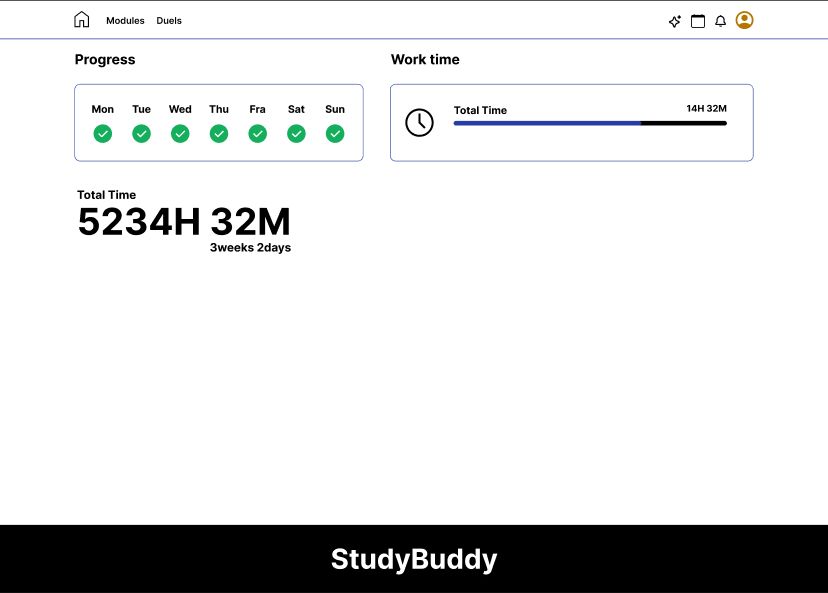 Modules Duels
Progress
Work time
Mon Tue Wed Thu Fra Sat Sun
Total Time 14H 32M
Total Time
5234H 32M
3weeks 2days
StudyBuddy